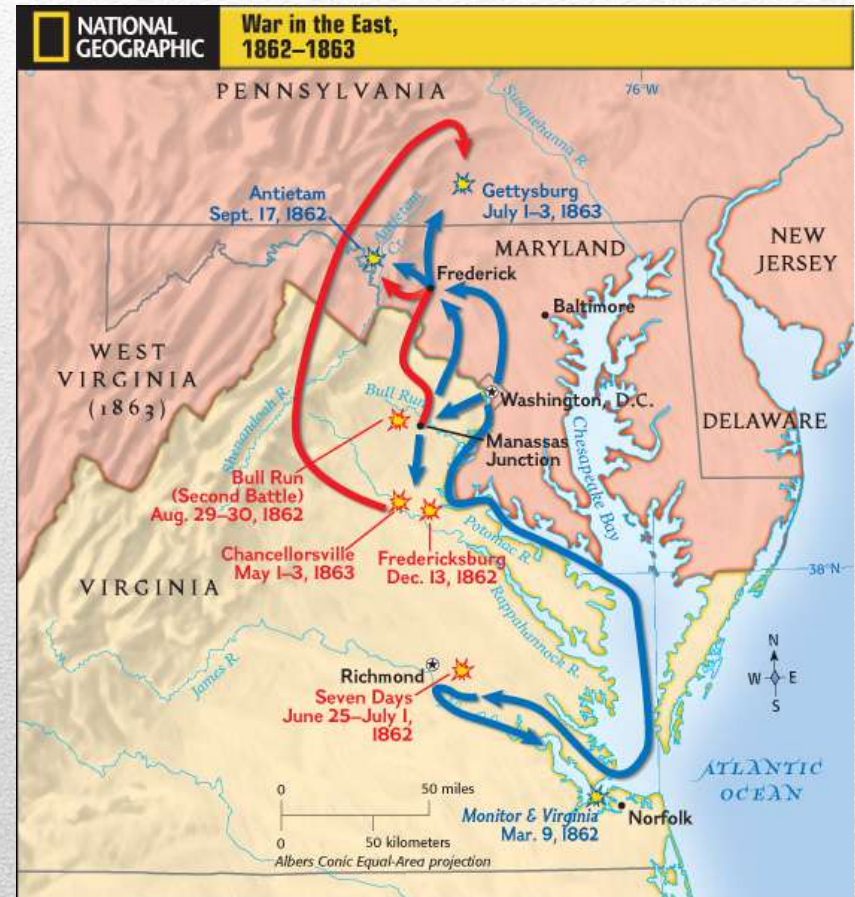 NATIONAL
GEOGRAPHIC
War in the East,
1862–1863
PENNSYLVANIA
76°W
Susquehanna R.
Antietam
Sept. 17, 1862
Gettysburg
July 1–3, 1863
Antietam
Cr.
MARYLAND
NEW
JERSEY
Frederick
Baltimore
WEST
VIRGINIA
(1863)
Bull Run
Washington, D.C.
DELAWARE
Shenandoah R.
Manassas
Junction
Chesapeake Bay
Bull Run
(Second Battle)
Aug. 29–30, 1862
Chancellorsville
May 1–3, 1863
Fredericksburg
Dec. 13, 1862
Potomac R.
38°N
VIRGINIA
Rappahannock R.
James R.
Richmond
Seven Days
June 25–July 1,
1862
N
W E
S
ATLANTIC
OCEAN
0 50 miles
0 50 kilometers
Albers Conic Equal-Area projection
Monitor & Virginia
Mar. 9, 1862
Norfolk